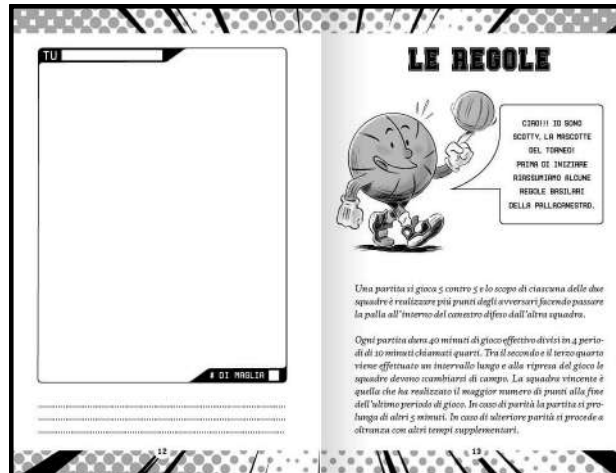 TU
# DI MAGLIA
12
LE REGOLE
CIAO!!! IO SONO
SCOTTY, LA MASCOTTE
DEL TORNEO!
PRIMA DI INIZIARE
RIASSUMIAMO ALCUNE
REGOLE BASILARI
DELLA PALLACANESTRO.
Una partita si gioca 5 contro 5 e lo scopo di ciascuna delle due
squadre è realizzare più punti degli avversari facendo passare
la palla all'interno del canestro difeso dall'altra squadra.
Ogni partita dura 40 minuti di gioco effettivo divisi in 4 perio-
di di 10 minuti chiamati quarti. Tra il secondo e il terzo quarto
viene effettuato un intervallo lungo e alla ripresa del gioco le
squadre devono scambiarsi di campo. La squadra vincente è
quella che ha realizzato il maggior numero di punti alla fine
dell'ultimo periodo di gioco. In caso di parità la partita si pro-
lunga di altri 5 minuti. In caso di ulteriore parità si procede a
oltranza con altri tempi supplementari.
13